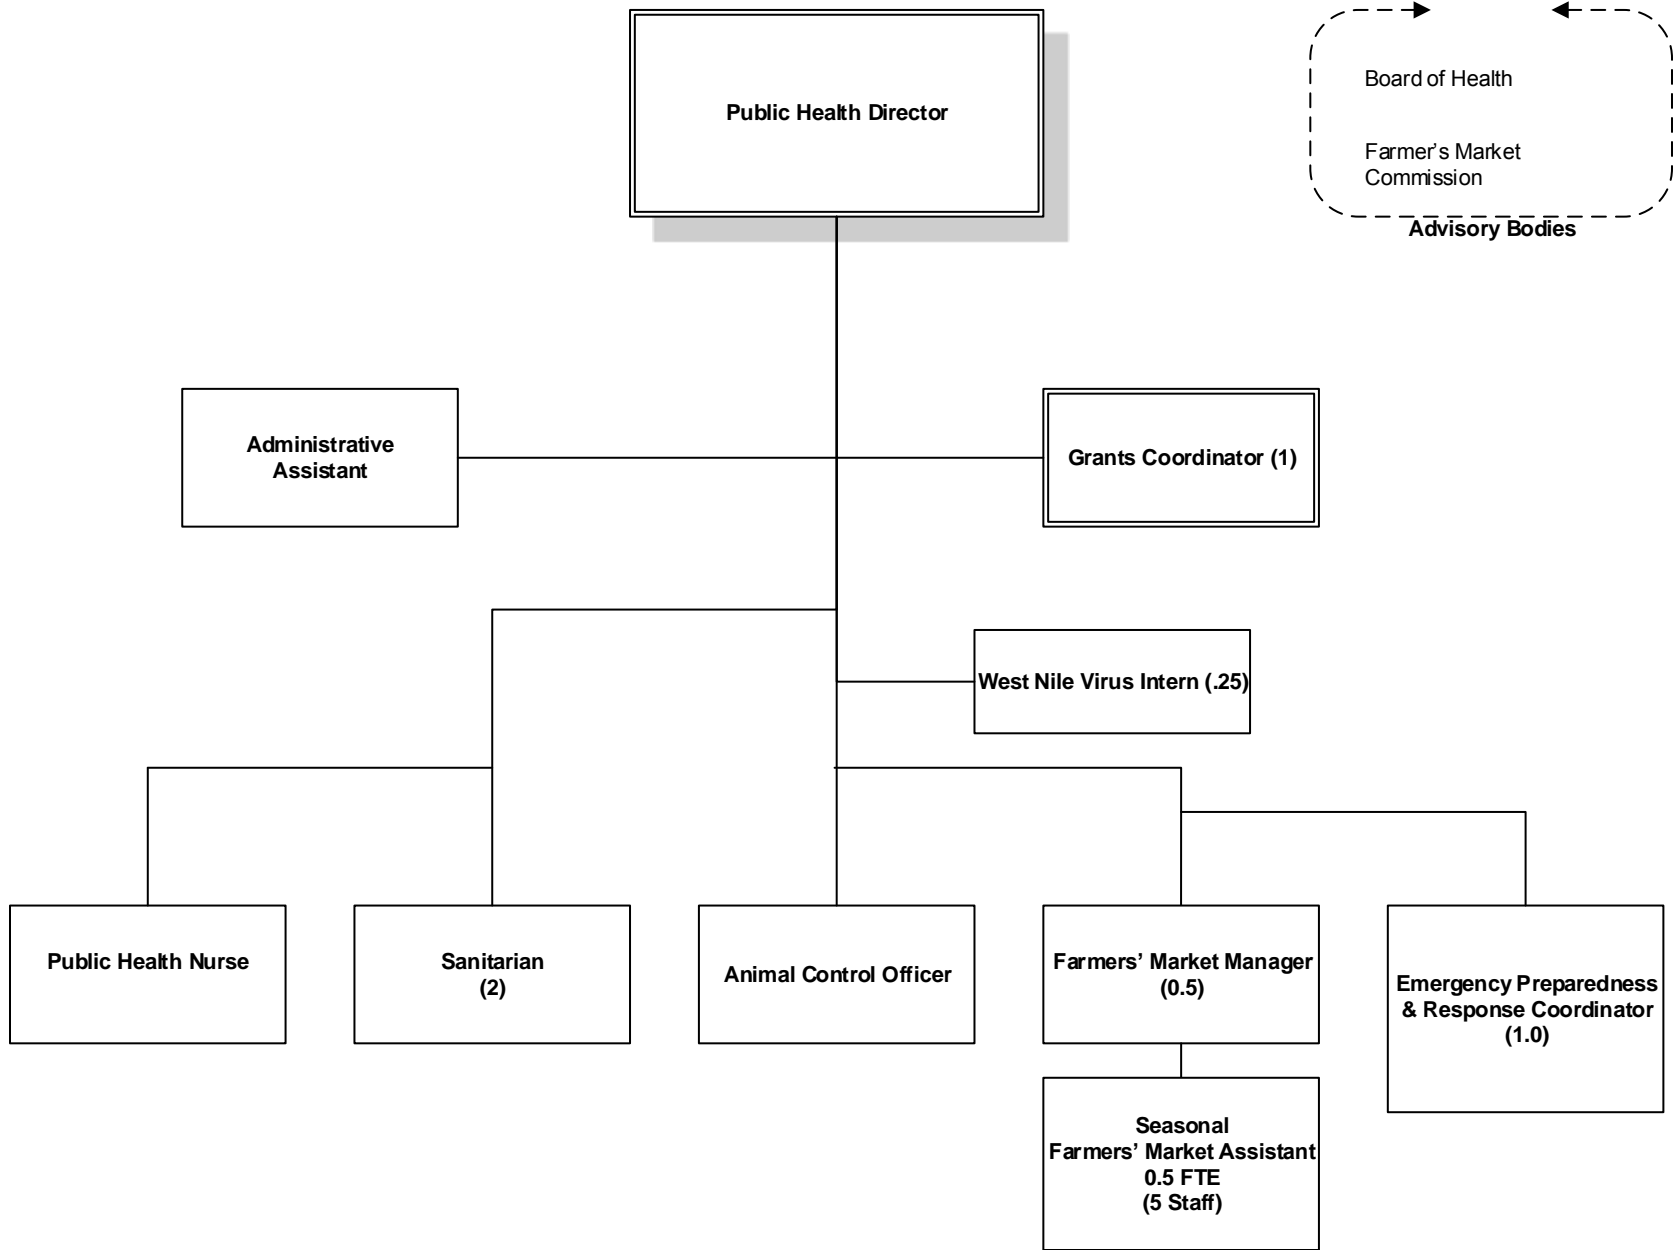 Public Health Director
Board of Health
Farmer's Market
Commission
Advisory Bodies
Administrative
Assistant
Grants Coordinator (1)
West Nile Virus Intern (.25)
Public Health Nurse
Sanitarian
(2)
Animal Control Officer
Farmers' Market Manager
(0.5)
Emergency Preparedness
& Response Coordinator
(1.0)
Seasonal
Farmers' Market Assistant
0.5 FTE
(5 Staff)